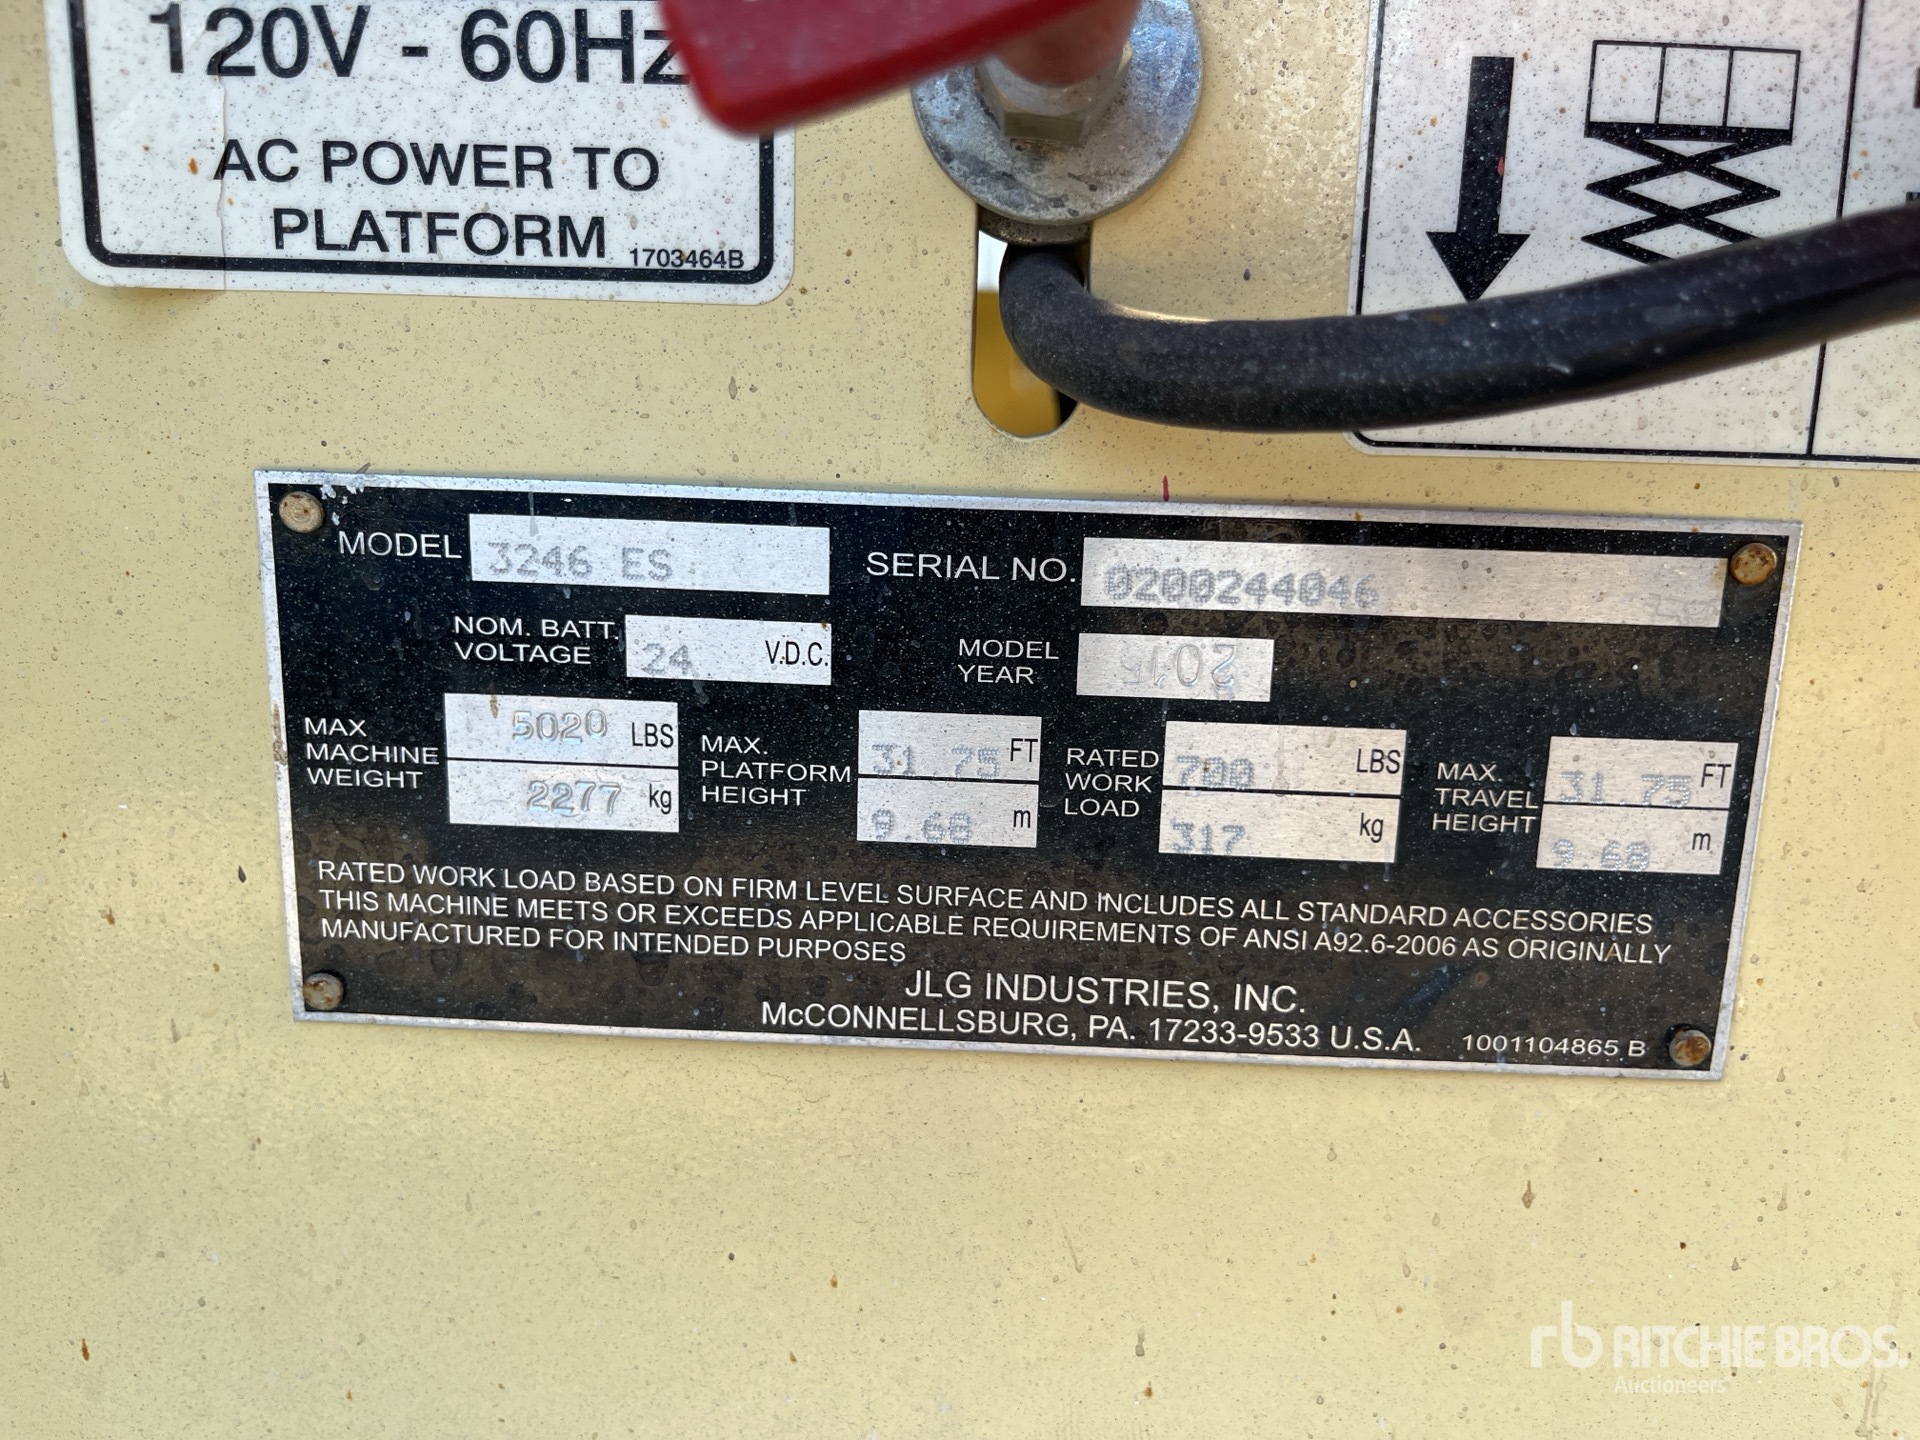 120V - 60Hz
AC POWER TO
PLATFORM 1703464B
MODEL 3246 ES
SERIAL NO. 0200244046
NOM. BATT. VOLTAGE 24 V.D.C.
MODEL YEAR 2015
MAX MACHINE WEIGHT 5020 LBS 2277 kg
MAX. PLATFORM HEIGHT 31.75 FT 9.68 m
RATED WORK LOAD 700 LBS 317 kg
MAX. TRAVEL HEIGHT 31.75 FT 9.68 m
RATED WORK LOAD BASED ON FIRM LEVEL SURFACE AND INCLUDES ALL STANDARD ACCESSORIES
THIS MACHINE MEETS OR EXCEEDS APPLICABLE REQUIREMENTS OF ANSI A92.6-2006 AS ORIGINALLY
MANUFACTURED FOR INTENDED PURPOSES
JLG INDUSTRIES, INC.
McCONNELLSBURG, PA. 17233-9533 U.S.A. 1001104865 B
rb RITCHIE BROS.
Auctioneers